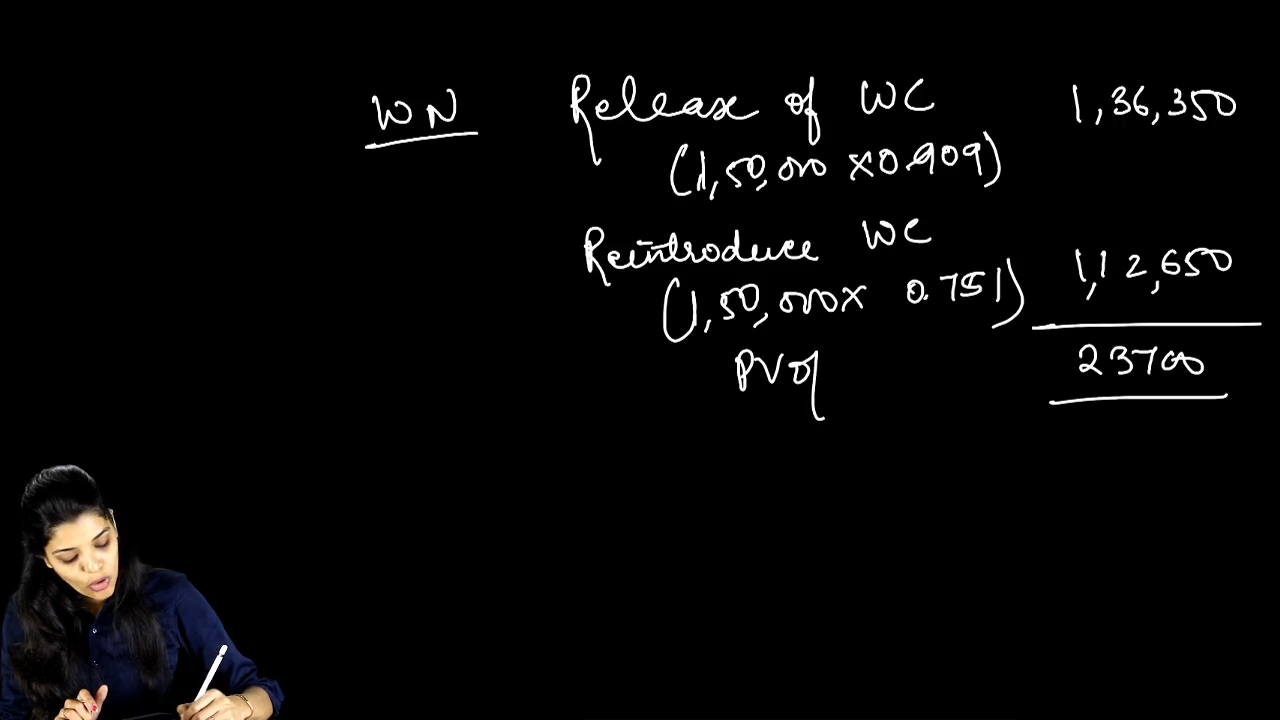 WN Release of WC 1,36,350
(1,50,000 x 0.909)
Reintroduce WC
(1,50,000 x 0.751) 1,12,650
PV of 23700